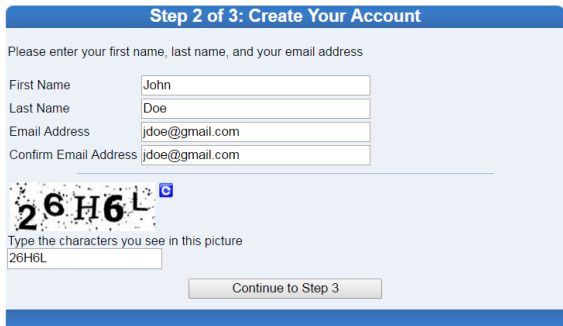 Step 2 of 3: Create Your Account
Please enter your first name, last name, and your email address
First Name John
Last Name Doe
Email Address jdoe@gmail.com
Confirm Email Address jdoe@gmail.com
26H6L
Type the characters you see in this picture
26H6L
Continue to Step 3